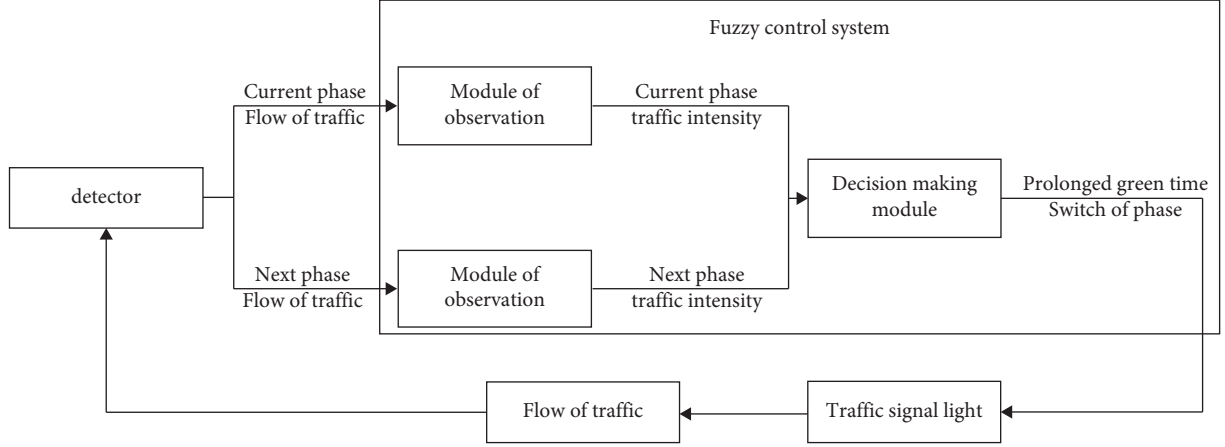 Fuzzy control system
Current phase
Flow of traffic
Module of
observation
Current phase
traffic intensity
detector
Decision making
module
Prolonged green time
Switch of phase
Next phase
Flow of traffic
Module of
observation
Next phase
traffic intensity
Flow of traffic
Traffic signal light